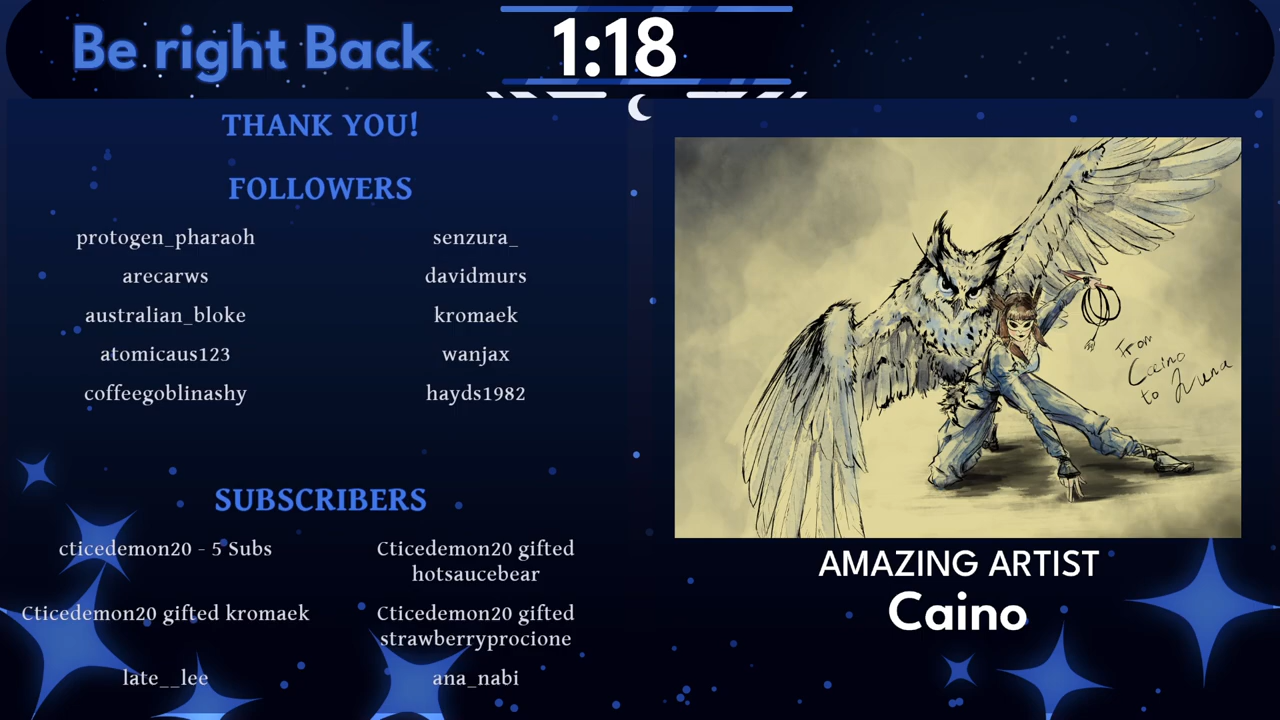 Be right Back
1:18
THANK YOU!
FOLLOWERS
protogen_pharaoh
senzura_
arecarws
davidmurs
australian_bloke
kromaek
atomicaus123
wanjax
coffeegoblinashy
hayds1982
SUBSCRIBERS
cticedemon20 - 5 Subs
Cticedemon20 gifted
hotsaucebear
Cticedemon20 gifted kromaek
Cticedemon20 gifted
strawberryprocione
late__lee
ana_nabi
From
Caino
to Luna
AMAZING ARTIST
Caino